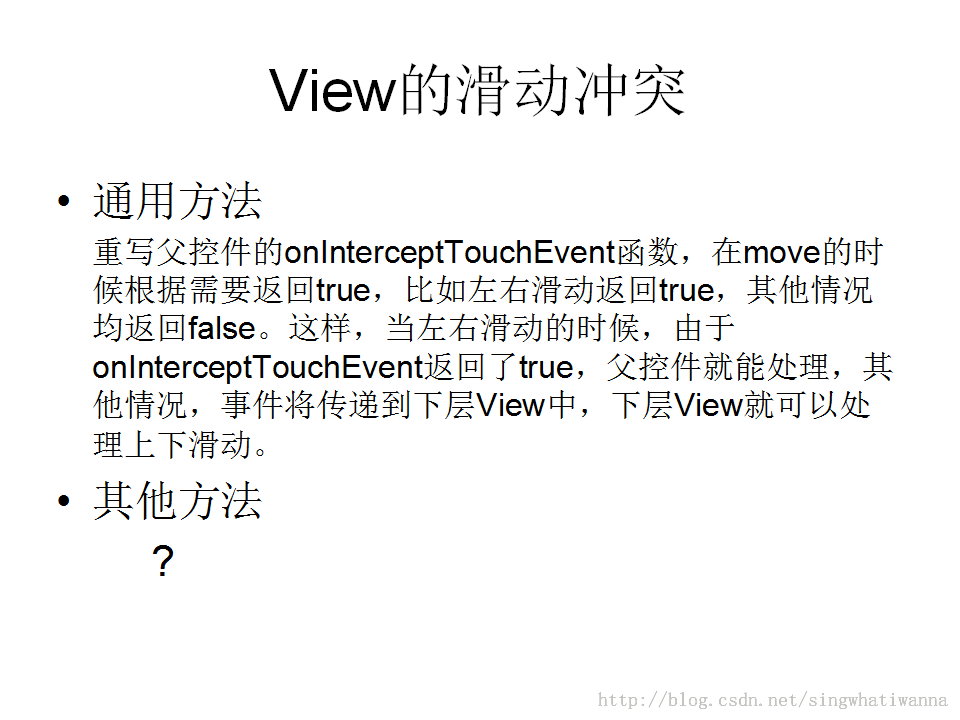 View的滑动冲突
• 通用方法
重写父控件的onInterceptTouchEvent函数，在move的时
候根据需要返回true，比如左右滑动返回true，其他情况
均返回false。这样，当左右滑动的时候，由于
onInterceptTouchEvent返回了true，父控件就能处理，其
他情况，事件将传递到下层View中，下层View就可以处
理上下滑动。
• 其他方法
？
http://blog.csdn.net/singwhatiwanna